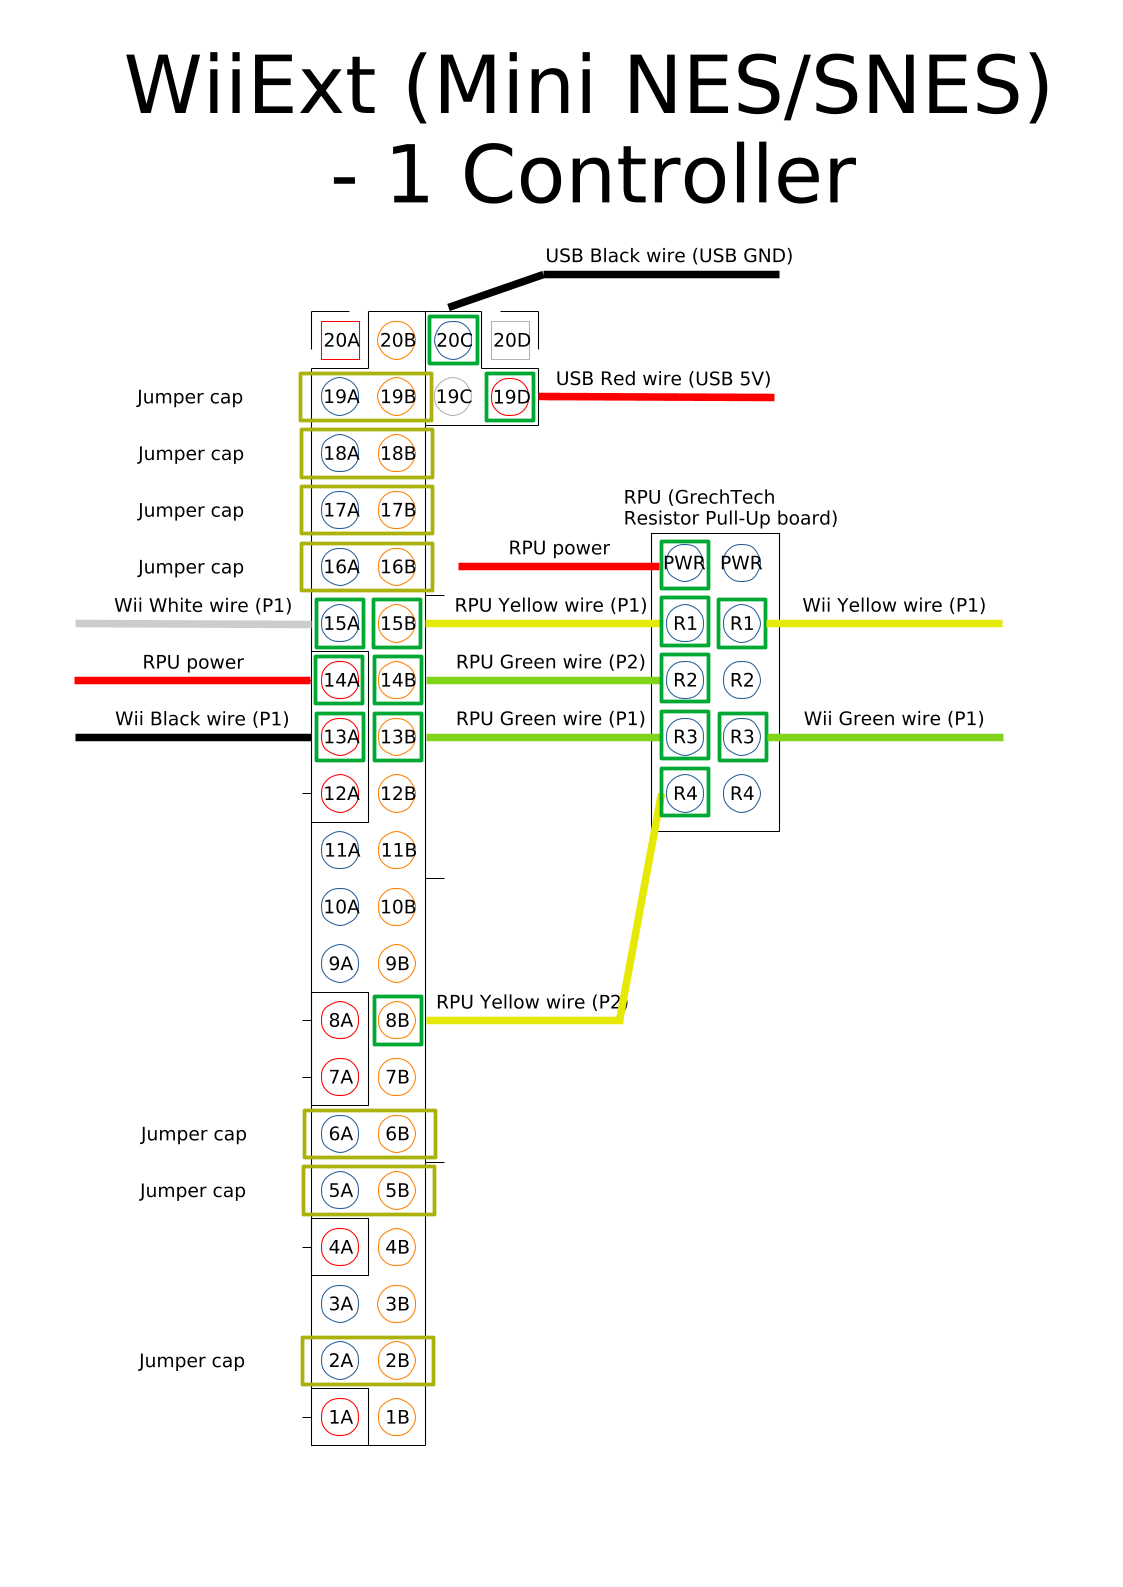 WiiExt (Mini NES/SNES)
- 1 Controller
USB Black wire (USB GND)
20A 20B 20C 20D
USB Red wire (USB 5V)
Jumper cap 19A 19B 19C 19D
Jumper cap 18A 18B
RPU (GrechTech
Resistor Pull-Up board)
Jumper cap 17A 17B
RPU power PWR PWR
Jumper cap 16A 16B
Wii White wire (P1) RPU Yellow wire (P1) Wii Yellow wire (P1)
15A 15B R1 R1
RPU power RPU Green wire (P2)
14A 14B R2 R2
Wii Black wire (P1) RPU Green wire (P1) Wii Green wire (P1)
13A 13B R3 R3
12A 12B R4 R4
11A 11B
10A 10B
9A 9B
RPU Yellow wire (P2)
8A 8B
7A 7B
Jumper cap 6A 6B
Jumper cap 5A 5B
4A 4B
3A 3B
Jumper cap 2A 2B
1A 1B